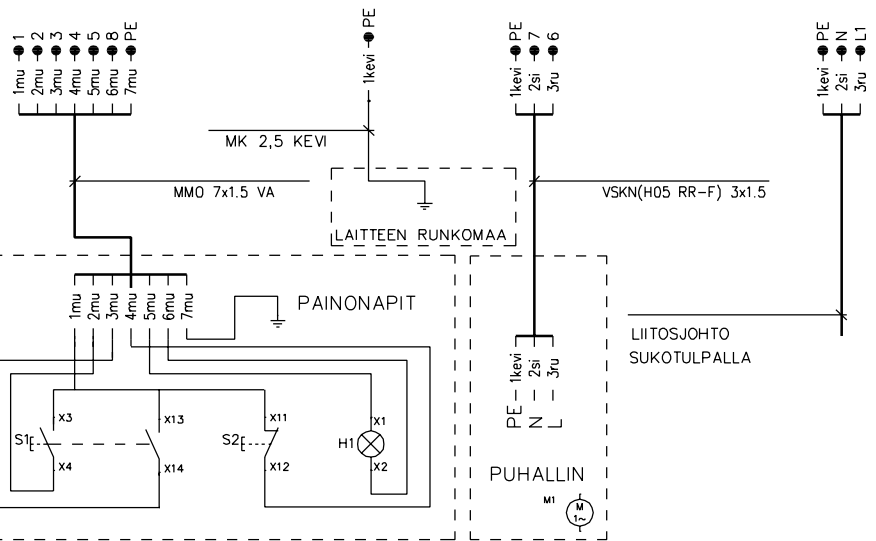 1 2 3 4 5 8 PE
1mu 2mu 3mu 4mu 5mu 6mu 7mu
PE
1kevi
PE 7 6
1kevi 2si 3ru
PE N L1
1kevi 2si 3ru
MK 2,5 KEVI
MMO 7x1.5 VA
VSKN(H05 RR-F) 3x1.5
LAITTEEN RUNKOMAA
1mu 2mu 3mu 4mu 5mu 6mu 7mu
PAINONAPIT
LIITOSJOHTO
SUKOTULPALLA
1kevi 2si 3ru
PE N L
X3 X13 X11 X1
S1 S2 H1
X4 X14 X12 X2
PUHALLIN
M1
M
1~